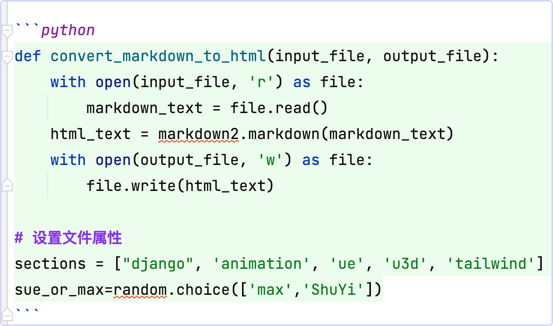 ```python
def convert_markdown_to_html(input_file, output_file):
    with open(input_file, 'r') as file:
        markdown_text = file.read()
    html_text = markdown2.markdown(markdown_text)
    with open(output_file, 'w') as file:
        file.write(html_text)

# 设置文件属性
sections = ["django", 'animation', 'ue', 'u3d', 'tailwind']
sue_or_max=random.choice(['max','ShuYi'])
```